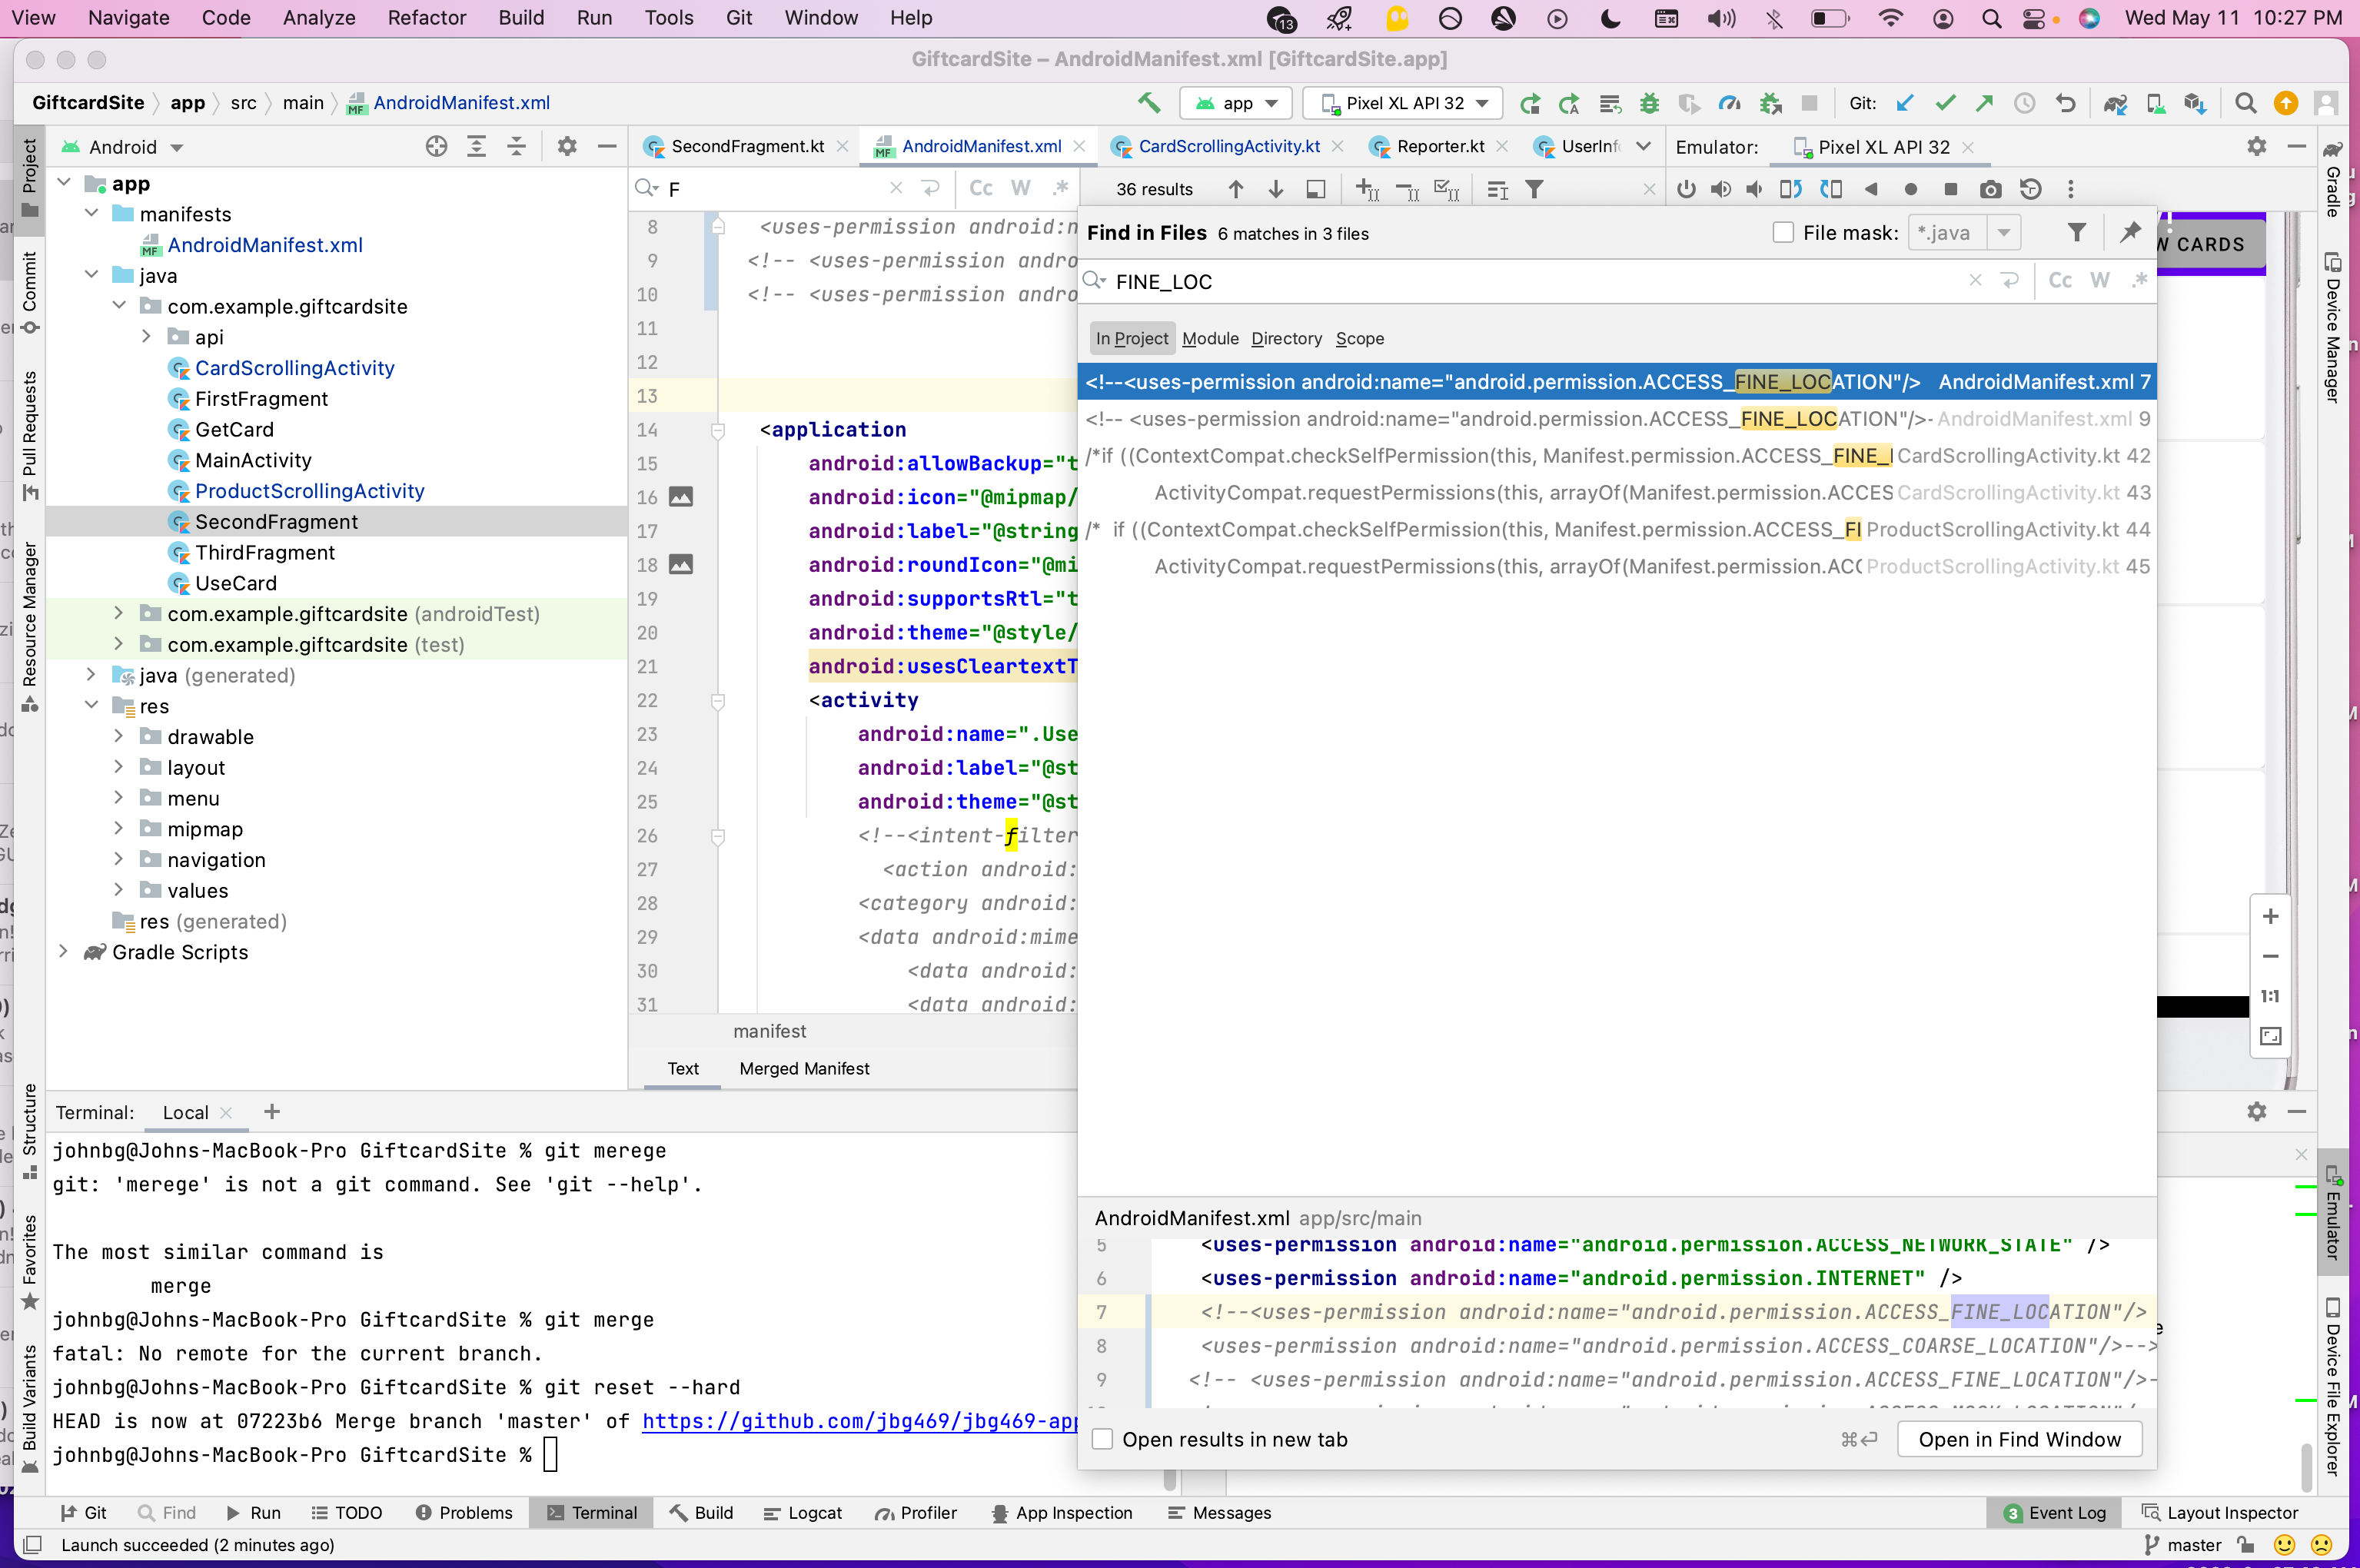 View Navigate Code Analyze Refactor Build Run Tools Git Window Help 13 Wed May 11 10:27 PM
GiftcardSite – AndroidManifest.xml [GiftcardSite.app]
GiftcardSite app src main AndroidManifest.xml app Pixel XL API 32 Git:
Android
SecondFragment.kt AndroidManifest.xml CardScrollingActivity.kt Reporter.kt UserInf Emulator: Pixel XL API 32
F Cc W .* 36 results
Project
Commit
Pull Requests
Resource Manager
Structure
Favorites
Build Variants
app
manifests
AndroidManifest.xml
java
com.example.giftcardsite
api
CardScrollingActivity
FirstFragment
GetCard
MainActivity
ProductScrollingActivity
SecondFragment
ThirdFragment
UseCard
com.example.giftcardsite (androidTest)
com.example.giftcardsite (test)
java (generated)
res
drawable
layout
menu
mipmap
navigation
values
res (generated)
Gradle Scripts
8 <uses-permission android:n
9 <!-- <uses-permission andro
10 <!-- <uses-permission andro
11
12
13
14 <application
15 android:allowBackup="t
16 android:icon="@mipmap/
17 android:label="@string
18 android:roundIcon="@mi
19 android:supportsRtl="t
20 android:theme="@style/
21 android:usesCleartextT
22 <activity
23 android:name=".Use
24 android:label="@st
25 android:theme="@st
26 <!--<intent-filter
27 <action android:
28 <category android:
29 <data android:mime
30 <data android:
31 <data android:
manifest
Text Merged Manifest
Find in Files 6 matches in 3 files File mask: *.java
FINE_LOC Cc W .*
In Project Module Directory Scope
<!--<uses-permission android:name="android.permission.ACCESS_FINE_LOCATION"/> AndroidManifest.xml 7
<!-- <uses-permission android:name="android.permission.ACCESS_FINE_LOCATION"/>- AndroidManifest.xml 9
/*if ((ContextCompat.checkSelfPermission(this, Manifest.permission.ACCESS_FINE_ CardScrollingActivity.kt 42
ActivityCompat.requestPermissions(this, arrayOf(Manifest.permission.ACCES CardScrollingActivity.kt 43
/* if ((ContextCompat.checkSelfPermission(this, Manifest.permission.ACCESS_FI ProductScrollingActivity.kt 44
ActivityCompat.requestPermissions(this, arrayOf(Manifest.permission.ACC ProductScrollingActivity.kt 45
AndroidManifest.xml app/src/main
5 <uses-permission android:name="android.permission.ACCESS_NETWORK_STATE" />
6 <uses-permission android:name="android.permission.INTERNET" />
7 <!--<uses-permission android:name="android.permission.ACCESS_FINE_LOCATION"/>
8 <uses-permission android:name="android.permission.ACCESS_COARSE_LOCATION"/>-->
9 <!-- <uses-permission android:name="android.permission.ACCESS_FINE_LOCATION"/>-
Open results in new tab ⌘↩ Open in Find Window
W CARDS
1:1
Gradle
Device Manager
Emulator
Device File Explorer
Terminal: Local
johnbg@Johns-MacBook-Pro GiftcardSite % git merege
git: 'merege' is not a git command. See 'git --help'.
The most similar command is
merge
johnbg@Johns-MacBook-Pro GiftcardSite % git merge
fatal: No remote for the current branch.
johnbg@Johns-MacBook-Pro GiftcardSite % git reset --hard
HEAD is now at 07223b6 Merge branch 'master' of https://github.com/jbg469/jbg469-app
johnbg@Johns-MacBook-Pro GiftcardSite %
Git Find Run TODO Problems Terminal Build Logcat Profiler App Inspection Messages 3 Event Log Layout Inspector
Launch succeeded (2 minutes ago) master